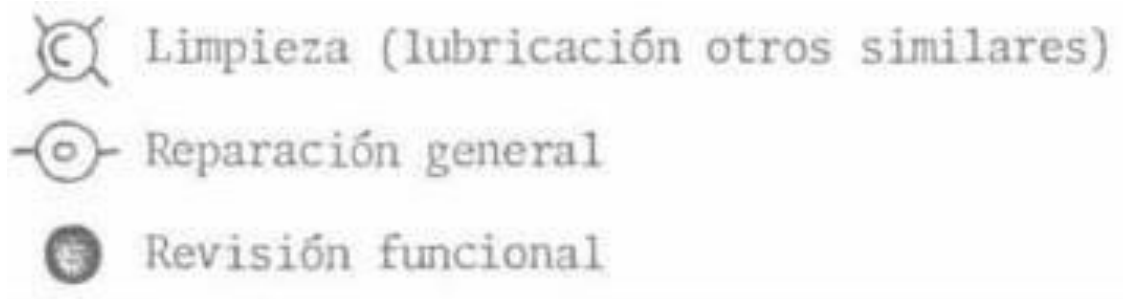 C Limpieza (lubricación otros similares)
O Reparación general
Revisión funcional